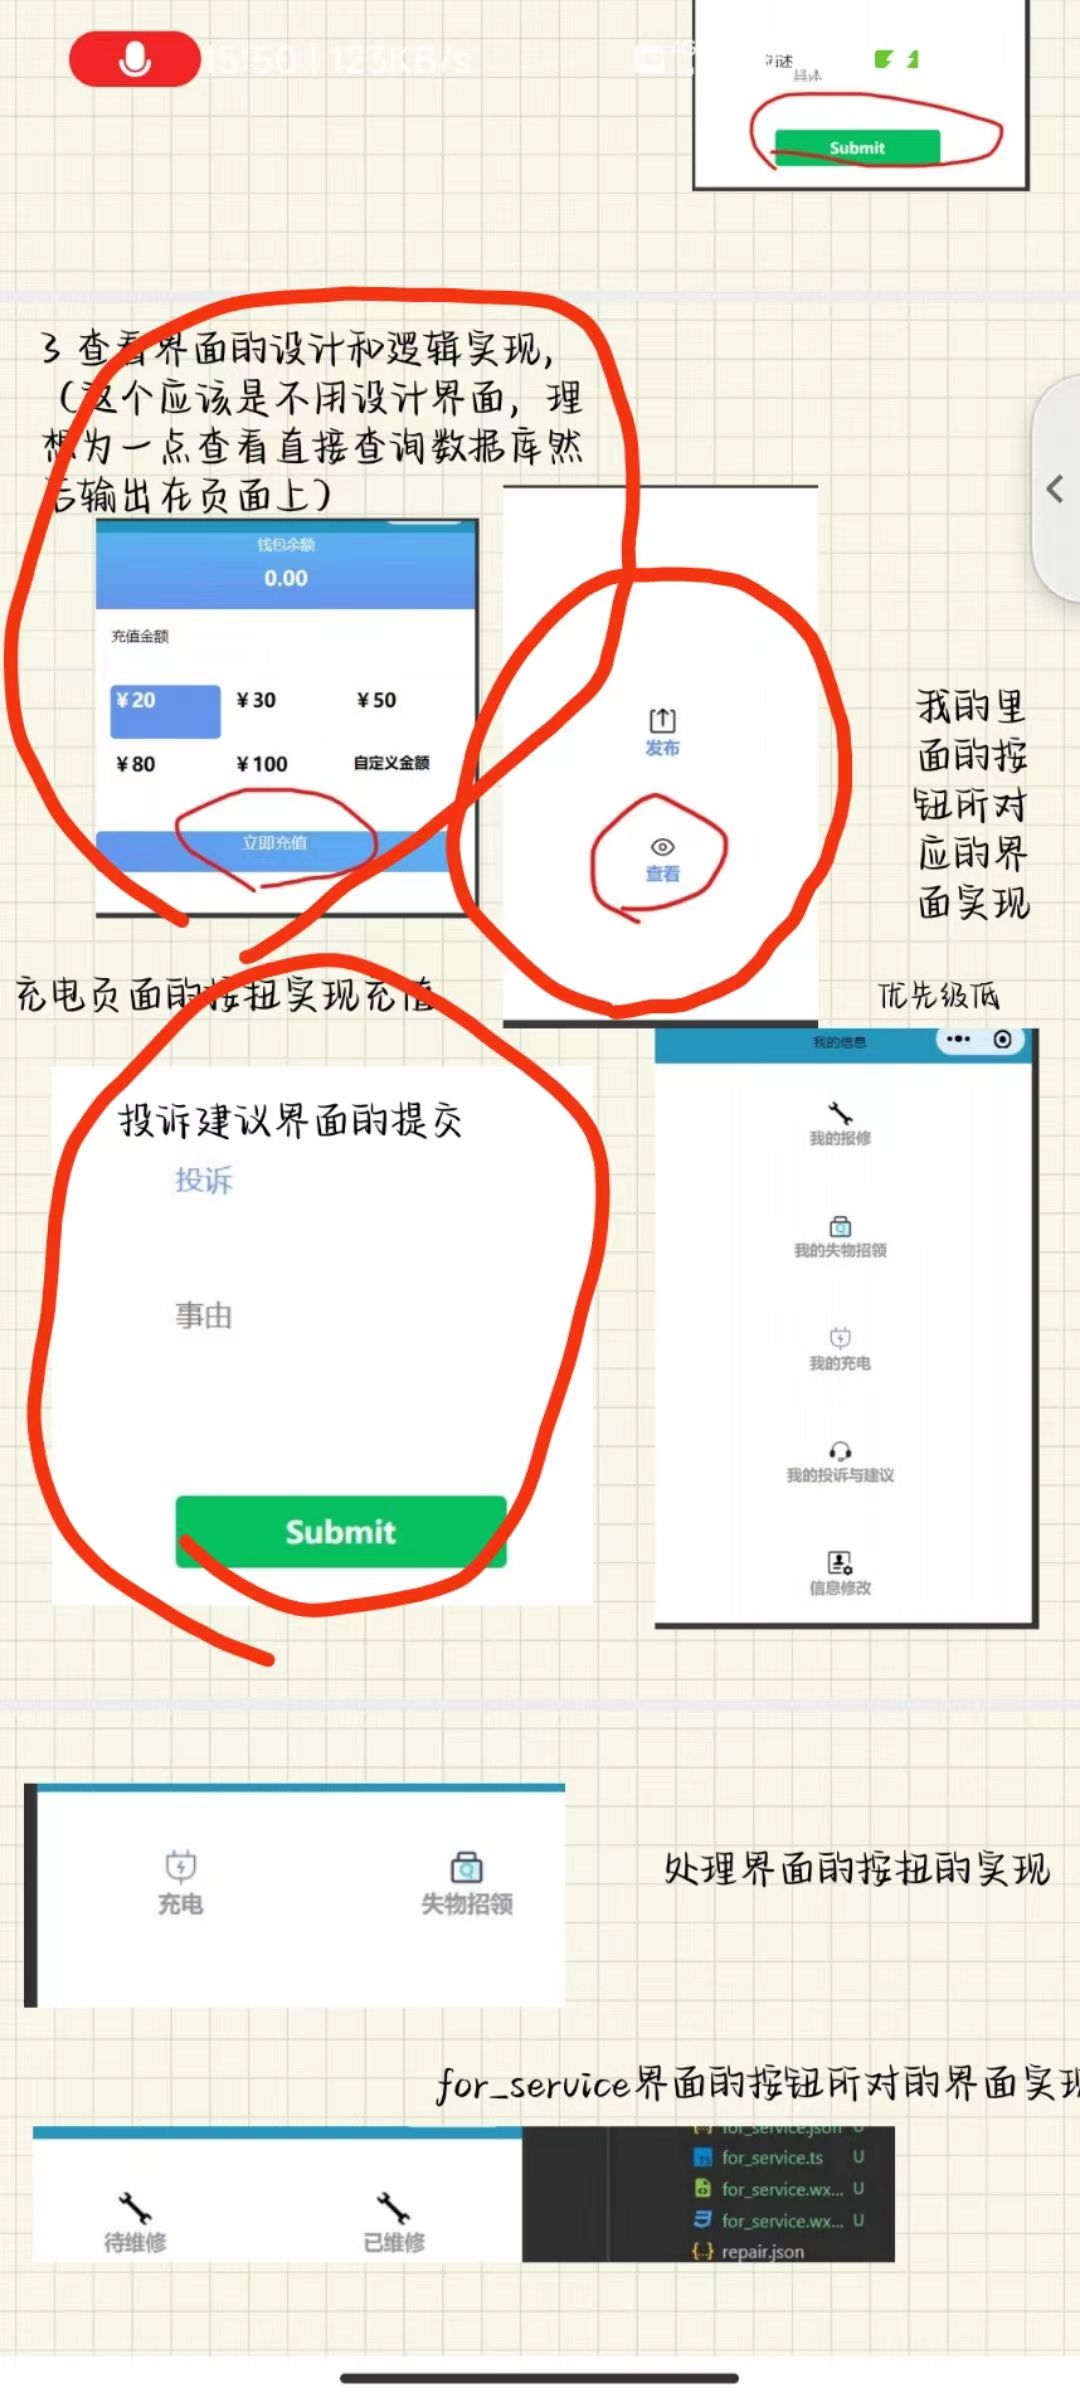 15:50 | 123KB/s
Submit
3 查看界面的设计和逻辑实现，
（这个应该是不用设计界面，理
想为一点查看直接查询数据库然
后输出在页面上）
钱包余额
0.00
充值金额
¥20 ¥30 ¥50
¥80 ¥100 自定义金额
立即充值
发布
查看
我的里
面的按
钮所对
应的界
面实现
优先级低
充电页面的按扭实现充值
投诉建议界面的提交
投诉
事由
Submit
我的信息
我的报修
我的失物招领
我的充电
我的投诉与建议
信息修改
充电 失物招领
处理界面的按扭的实现
for_service界面的按钮所对的界面实现
待维修 已维修
for_service.json U
for_service.ts U
for_service.wx... U
for_service.wx... U
repair.json